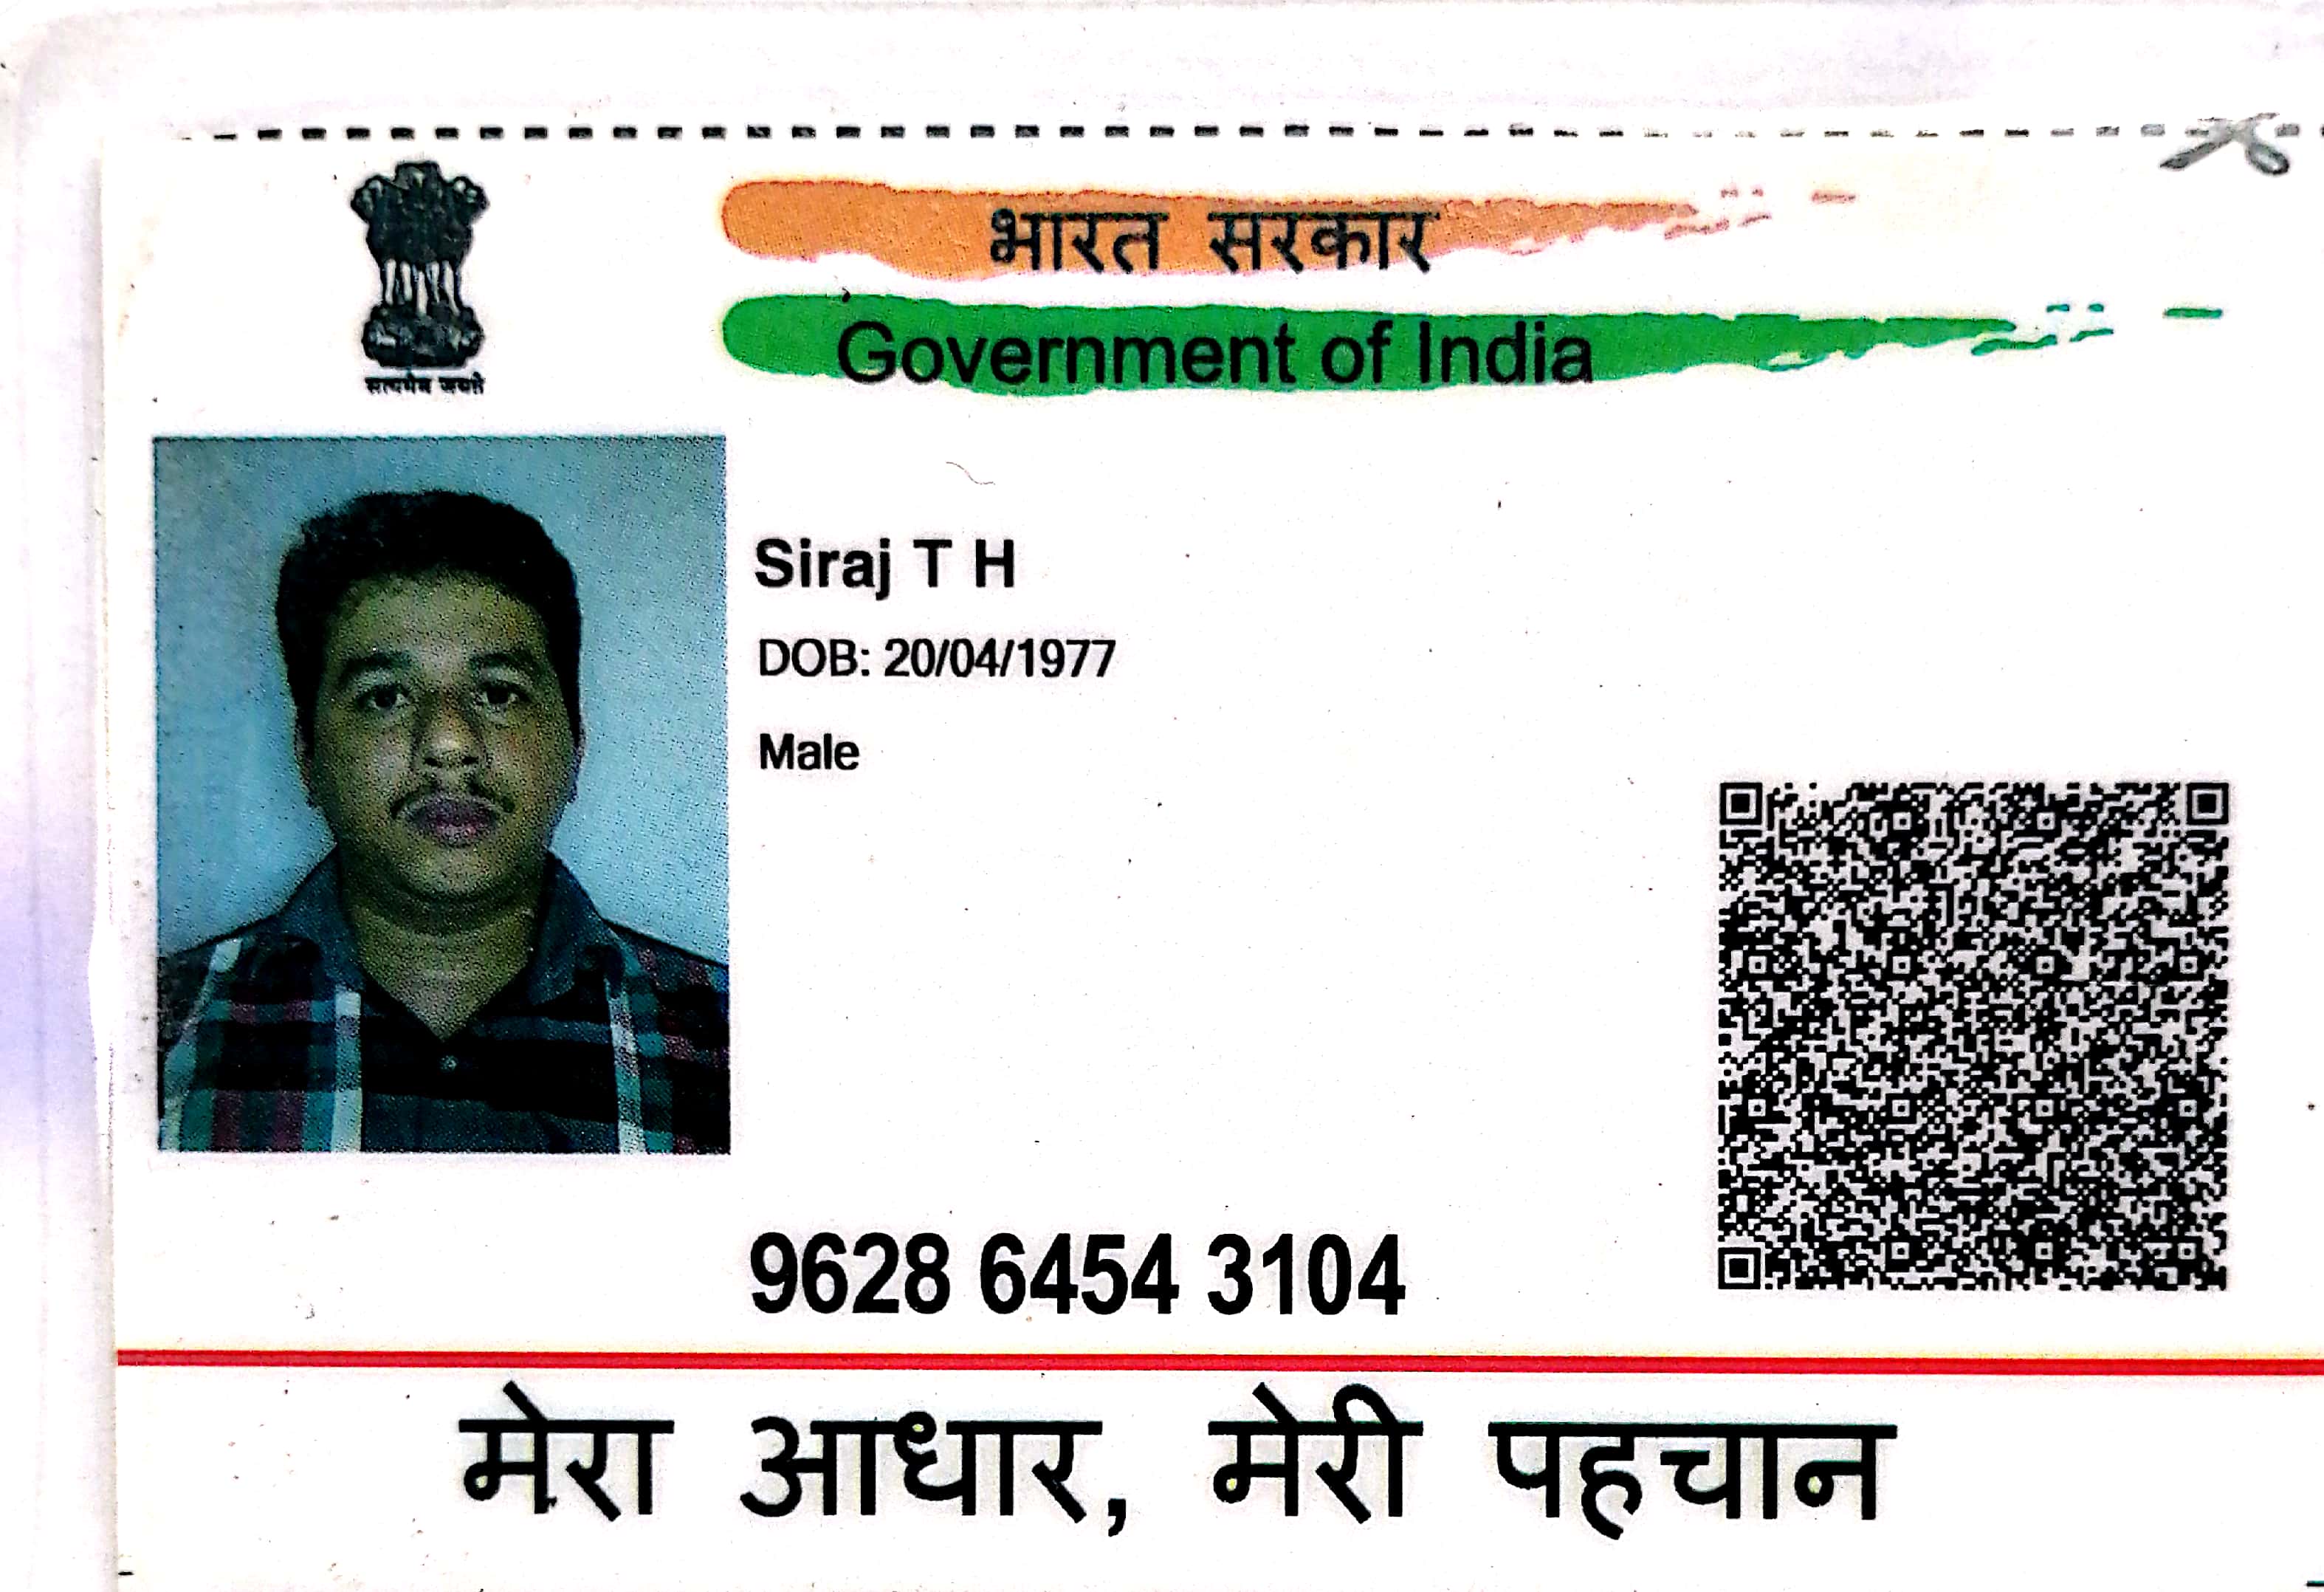 भारत सरकार
Government of India
सत्यमेव जयते
Siraj T H
DOB: 20/04/1977
Male
9628 6454 3104
मेरा आधार, मेरी पहचान